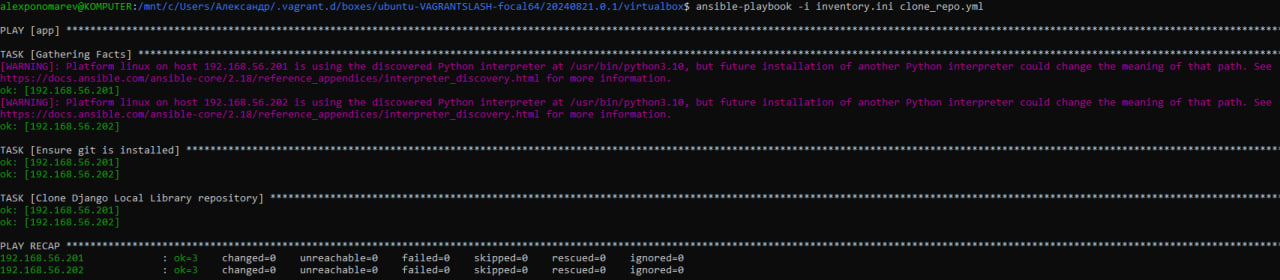 alexponomarev@KOMPUTER:/mnt/c/Users/Александр/.vagrant.d/boxes/ubuntu-VAGRANTSLASH-focal64/20240821.0.1/virtualbox$ ansible-playbook -i inventory.ini clone_repo.yml
PLAY [app] ****************************************************************************************************
TASK [Gathering Facts] ****************************************************************************************************
[WARNING]: Platform linux on host 192.168.56.201 is using the discovered Python interpreter at /usr/bin/python3.10, but future installation of another Python interpreter could change the meaning of that path. See
https://docs.ansible.com/ansible-core/2.18/reference_appendices/interpreter_discovery.html for more information.
ok: [192.168.56.201]
[WARNING]: Platform linux on host 192.168.56.202 is using the discovered Python interpreter at /usr/bin/python3.10, but future installation of another Python interpreter could change the meaning of that path. See
https://docs.ansible.com/ansible-core/2.18/reference_appendices/interpreter_discovery.html for more information.
ok: [192.168.56.202]
TASK [Ensure git is installed] ****************************************************************************************************
ok: [192.168.56.201]
ok: [192.168.56.202]
TASK [Clone Django Local Library repository] ****************************************************************************************************
ok: [192.168.56.201]
ok: [192.168.56.202]
PLAY RECAP ****************************************************************************************************
192.168.56.201 : ok=3 changed=0 unreachable=0 failed=0 skipped=0 rescued=0 ignored=0
192.168.56.202 : ok=3 changed=0 unreachable=0 failed=0 skipped=0 rescued=0 ignored=0